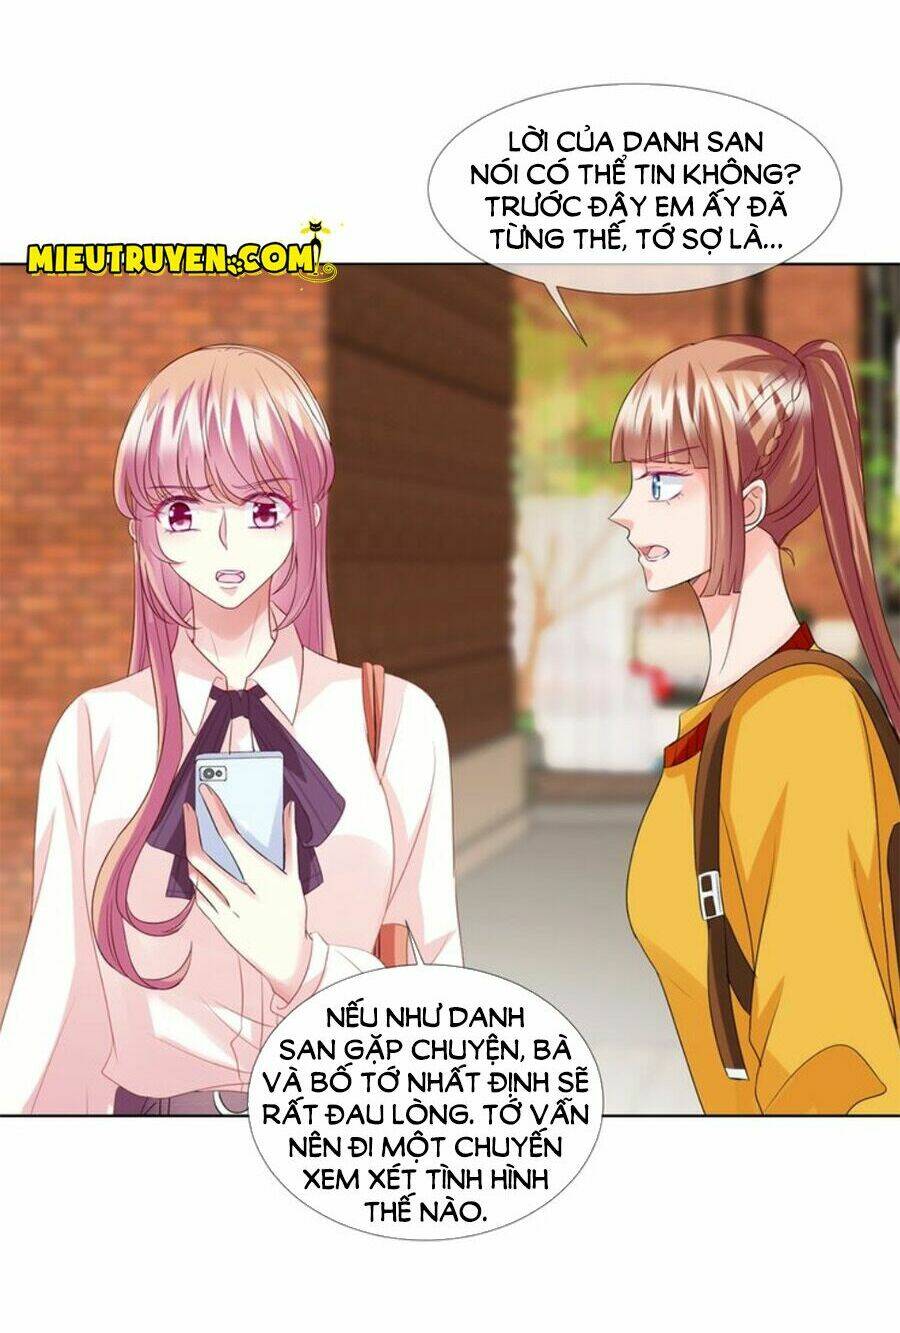 LỜI CỦA DANH SAN
NÓI CÓ THỂ TIN KHÔNG?
TRƯỚC ĐÂY EM ẤY ĐÃ
TỪNG THẾ, TỚ SỢ LÀ...
MIEUTRUYEN.COM
NẾU NHƯ DANH
SAN GẶP CHUYỆN, BÀ
VÀ BỐ TỚ NHẤT ĐỊNH SẼ
RẤT ĐAU LÒNG. TỚ VẪN
NÊN ĐI MỘT CHUYẾN
XEM XÉT TÌNH HÌNH
THẾ NÀO.